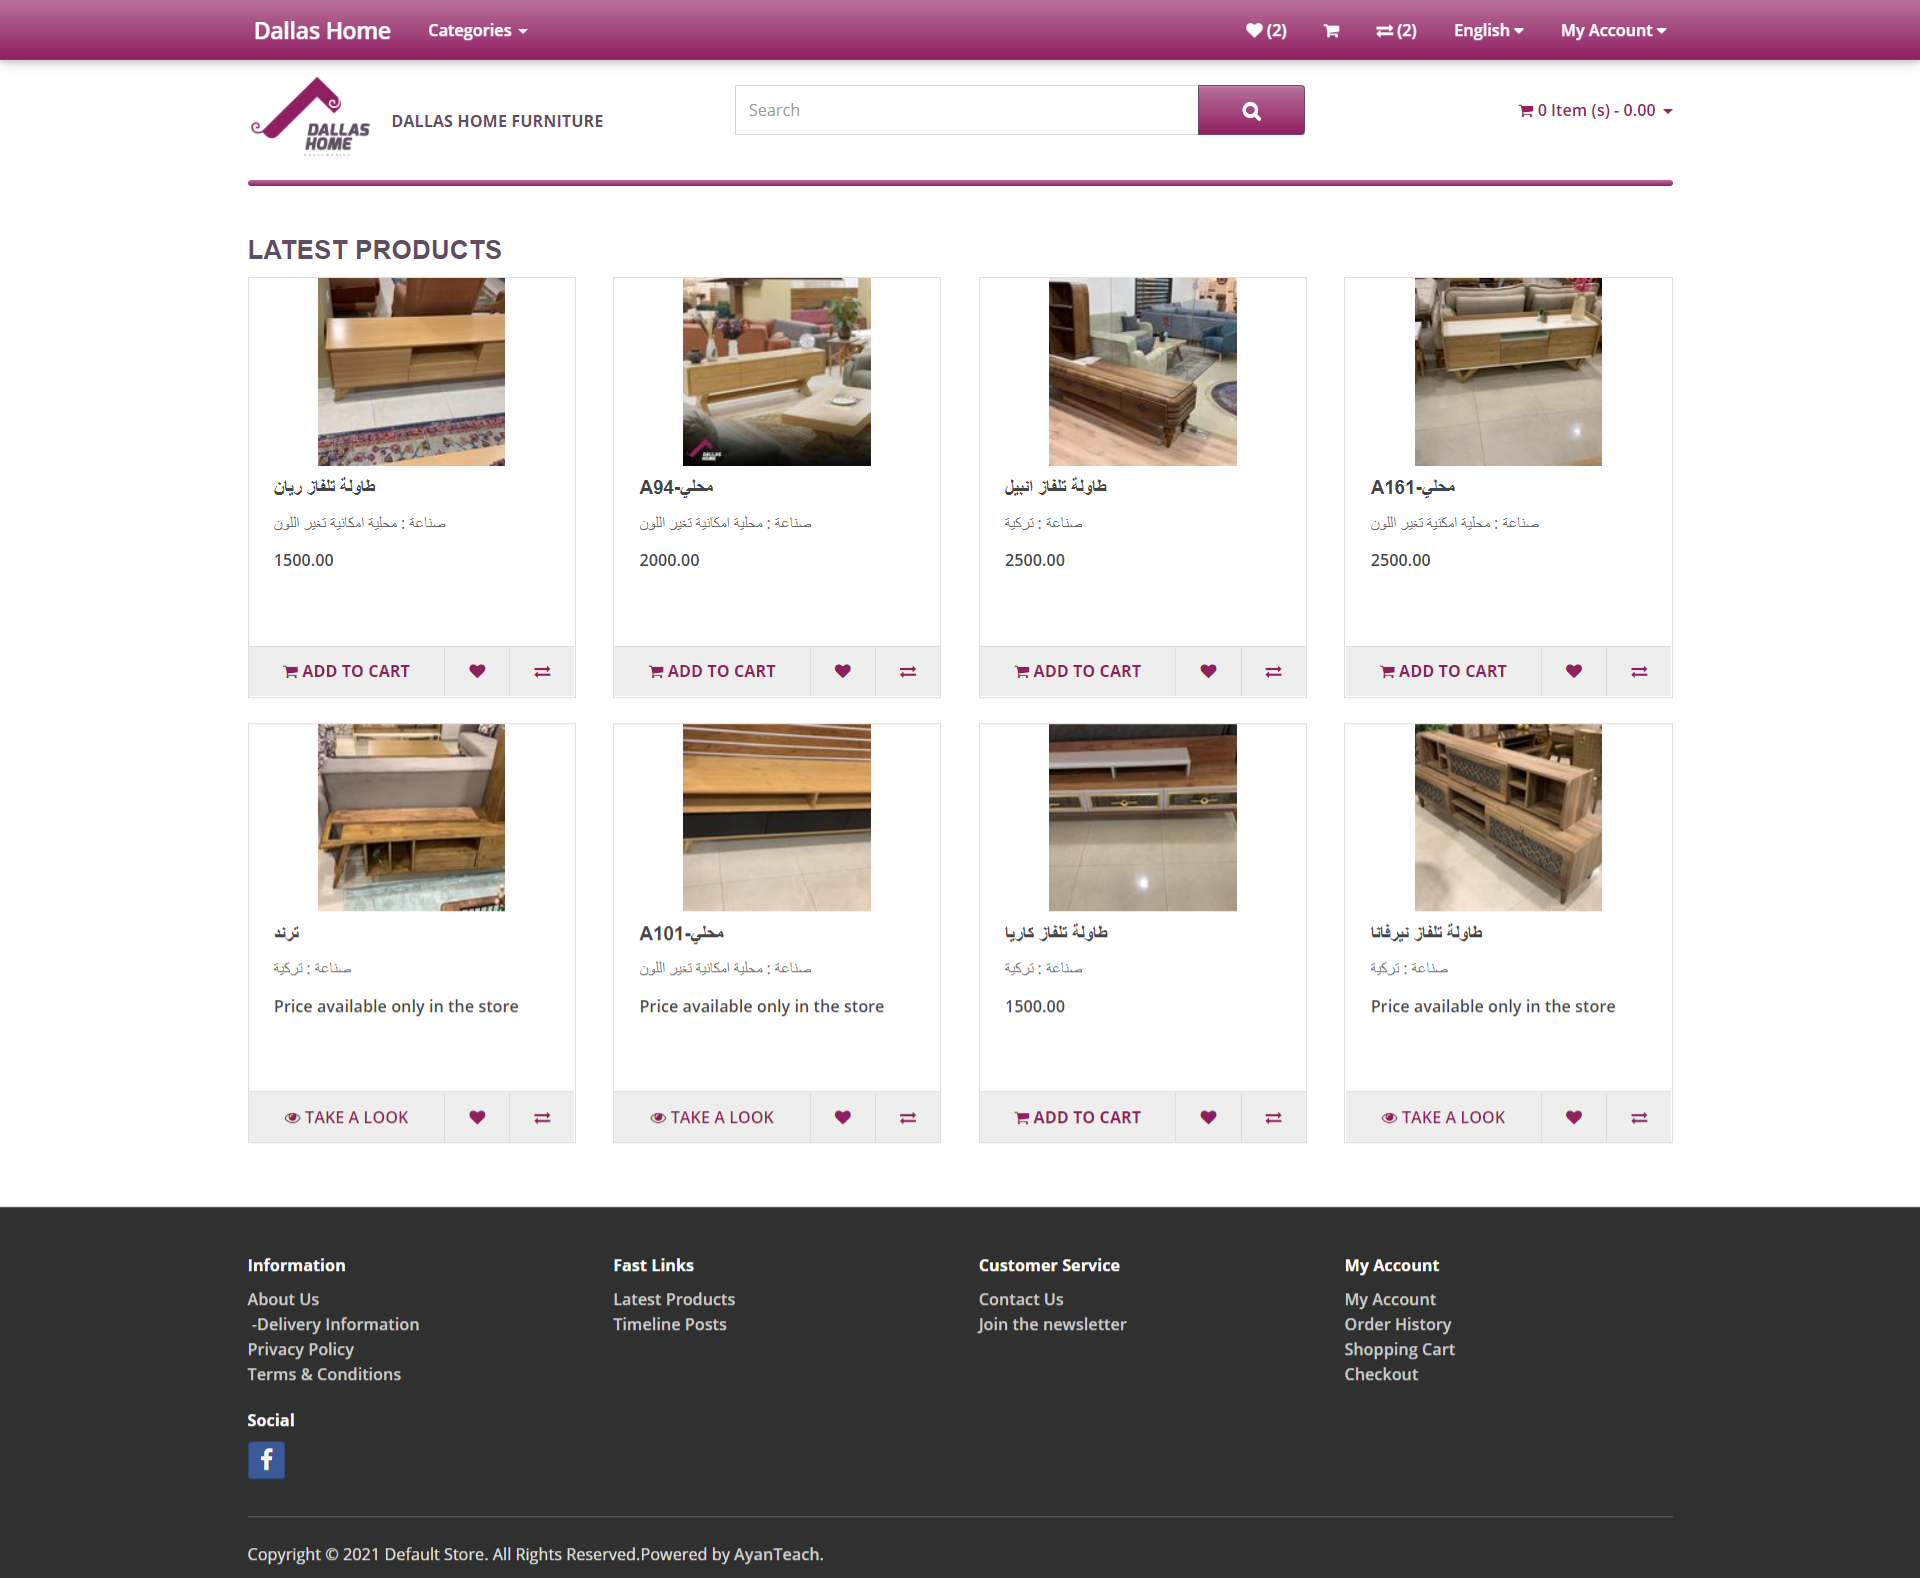 Dallas Home
Categories
(2)
(2)
English
My Account
DALLAS HOME
DALLAS HOME FURNITURE
Search
0 Item (s) - 0.00
LATEST PRODUCTS
DALLAS HOME
طاولة تلفاز ريان
صناعة : محلية امكانية تغير اللون
1500.00
ADD TO CART
محلي-A94
صناعة : محلية امكانية تغير اللون
2000.00
ADD TO CART
طاولة تلفاز انبيل
صناعة : تركية
2500.00
ADD TO CART
محلي-A161
صناعة : محلية امكنية تغير اللون
2500.00
ADD TO CART
ترند
صناعة : تركية
Price available only in the store
TAKE A LOOK
محلي-A101
صناعة : محلية امكانية تغير اللون
Price available only in the store
TAKE A LOOK
طاولة تلفاز كاريا
صناعة : تركية
1500.00
ADD TO CART
طاولة تلفاز نيرفانا
صناعة : تركية
Price available only in the store
TAKE A LOOK
Information
About Us
-Delivery Information
Privacy Policy
Terms & Conditions
Fast Links
Latest Products
Timeline Posts
Customer Service
Contact Us
Join the newsletter
My Account
My Account
Order History
Shopping Cart
Checkout
Social
Copyright © 2021 Default Store. All Rights Reserved.Powered by AyanTeach.